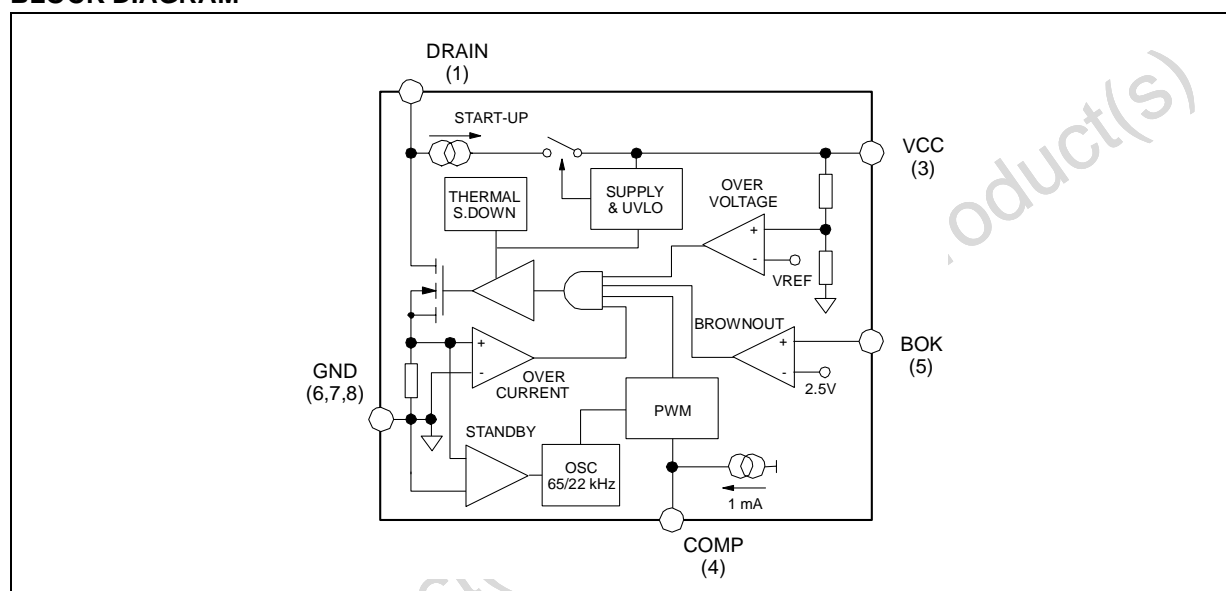 BLOCK DIAGRAM
DRAIN
(1)
START-UP
VCC
(3)
THERMAL
S.DOWN
SUPPLY
& UVLO
OVER
VOLTAGE
+
-
VREF
BROWNOUT
+
-
2.5V
BOK
(5)
GND
(6,7,8)
+
-
OVER
CURRENT
PWM
STANDBY
OSC
65/22 kHz
1 mA
COMP
(4)